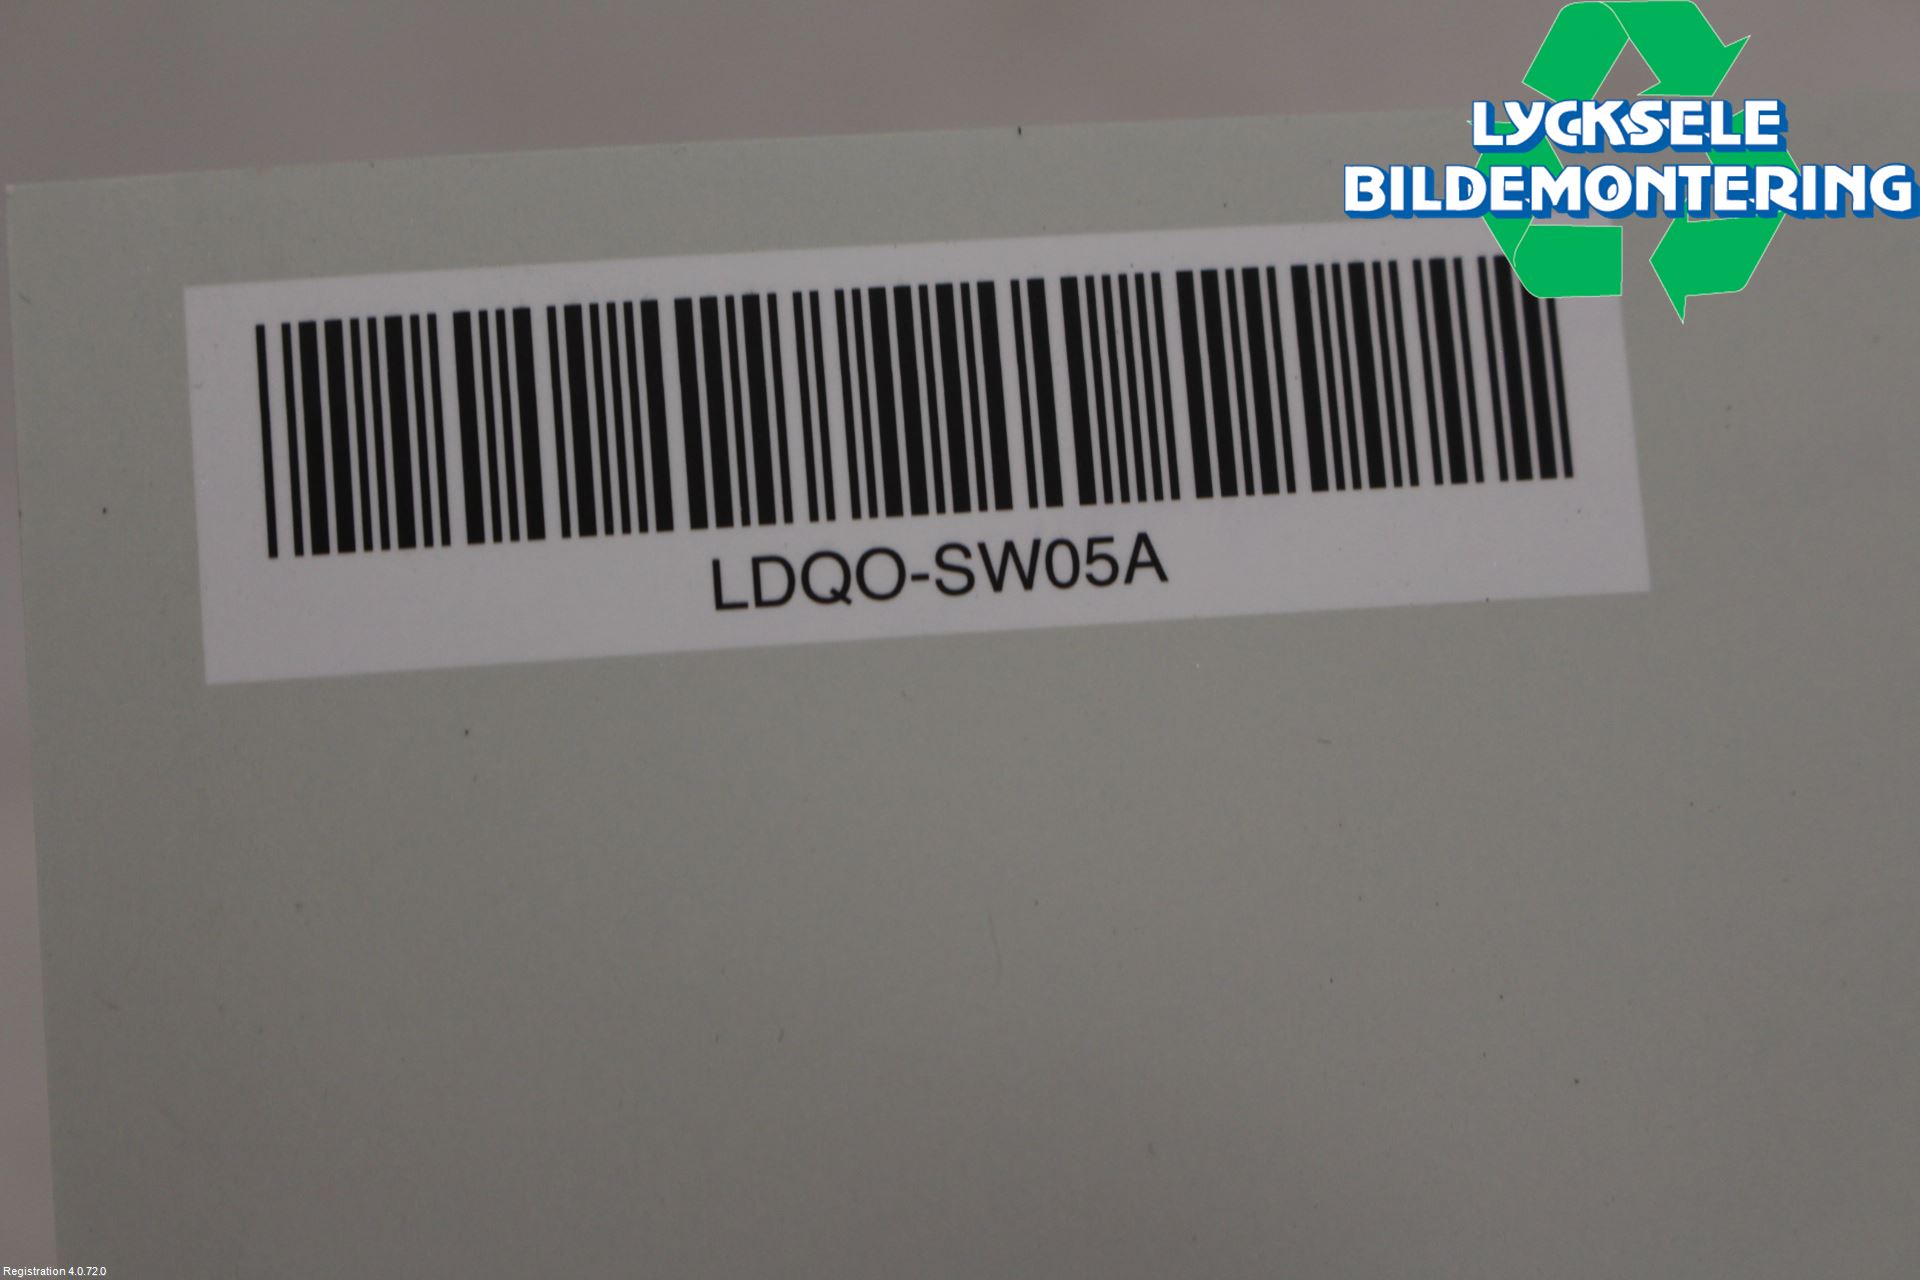 LYCKSELE
BILDEMONTERING
LDQO-SW05A
Registration 4.0.72.0